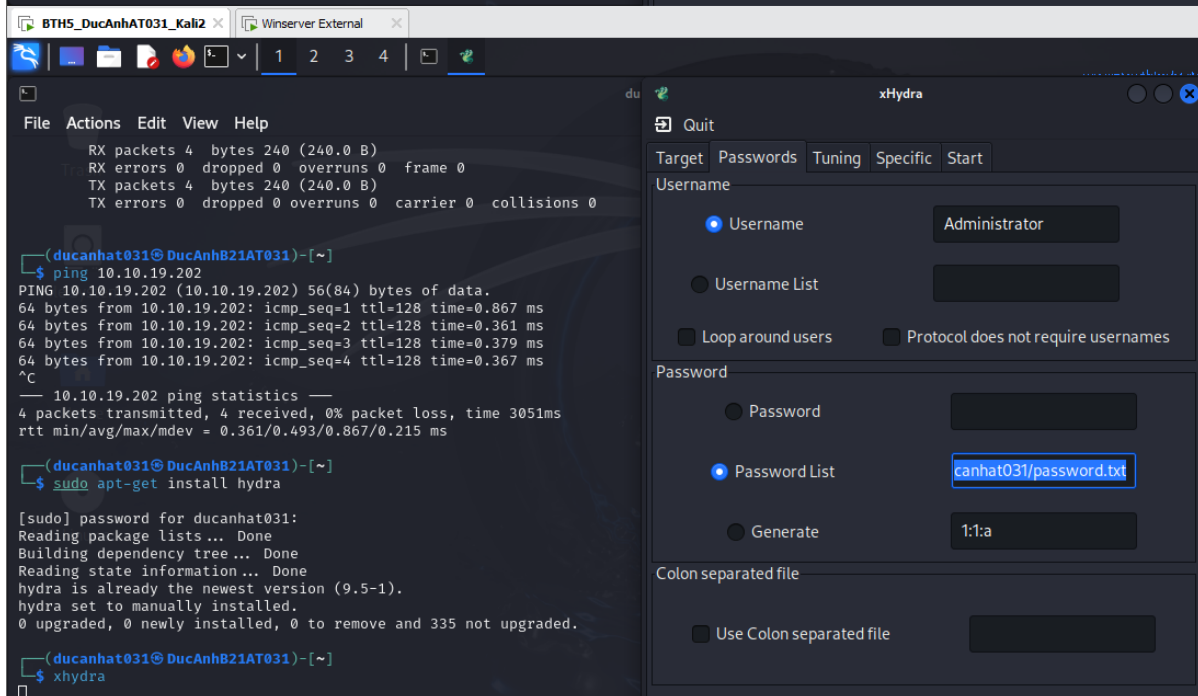 BTH5_DucAnhAT031_Kali2
Winserver External
1 2 3 4
du
File Actions Edit View Help
RX packets 4 bytes 240 (240.0 B)
RX errors 0 dropped 0 overruns 0 frame 0
TX packets 4 bytes 240 (240.0 B)
TX errors 0 dropped 0 overruns 0 carrier 0 collisions 0
┌──(ducanhat031㉿DucAnhB21AT031)-[~]
└─$ ping 10.10.19.202
PING 10.10.19.202 (10.10.19.202) 56(84) bytes of data.
64 bytes from 10.10.19.202: icmp_seq=1 ttl=128 time=0.867 ms
64 bytes from 10.10.19.202: icmp_seq=2 ttl=128 time=0.361 ms
64 bytes from 10.10.19.202: icmp_seq=3 ttl=128 time=0.379 ms
64 bytes from 10.10.19.202: icmp_seq=4 ttl=128 time=0.367 ms
^C
--- 10.10.19.202 ping statistics ---
4 packets transmitted, 4 received, 0% packet loss, time 3051ms
rtt min/avg/max/mdev = 0.361/0.493/0.867/0.215 ms
┌──(ducanhat031㉿DucAnhB21AT031)-[~]
└─$ sudo apt-get install hydra
[sudo] password for ducanhat031:
Reading package lists... Done
Building dependency tree... Done
Reading state information... Done
hydra is already the newest version (9.5-1).
hydra set to manually installed.
0 upgraded, 0 newly installed, 0 to remove and 335 not upgraded.
┌──(ducanhat031㉿DucAnhB21AT031)-[~]
└─$ xhydra
xHydra
Quit
Target Passwords Tuning Specific Start
Username
Username Administrator
Username List
Loop around users Protocol does not require usernames
Password
Password
Password List canhat031/password.txt
Generate 1:1:a
Colon separated file
Use Colon separated file